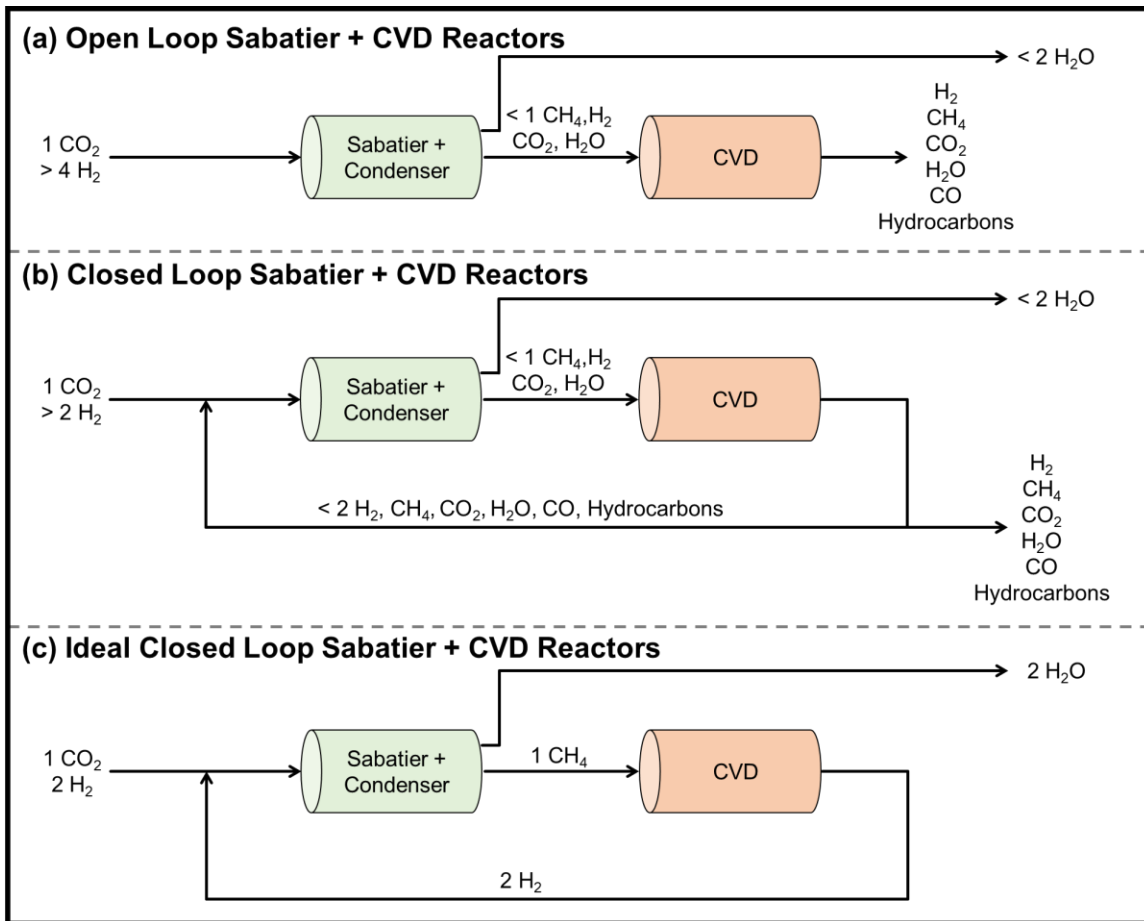 (a) Open Loop Sabatier + CVD Reactors
< 2 H₂O
1 CO₂
> 4 H₂
Sabatier +
Condenser
< 1 CH₄,H₂
CO₂, H₂O
CVD
H₂
CH₄
CO₂
H₂O
CO
Hydrocarbons
(b) Closed Loop Sabatier + CVD Reactors
< 2 H₂O
1 CO₂
> 2 H₂
Sabatier +
Condenser
< 1 CH₄,H₂
CO₂, H₂O
CVD
< 2 H₂, CH₄, CO₂, H₂O, CO, Hydrocarbons
H₂
CH₄
CO₂
H₂O
CO
Hydrocarbons
(c) Ideal Closed Loop Sabatier + CVD Reactors
2 H₂O
1 CO₂
2 H₂
Sabatier +
Condenser
1 CH₄
CVD
2 H₂